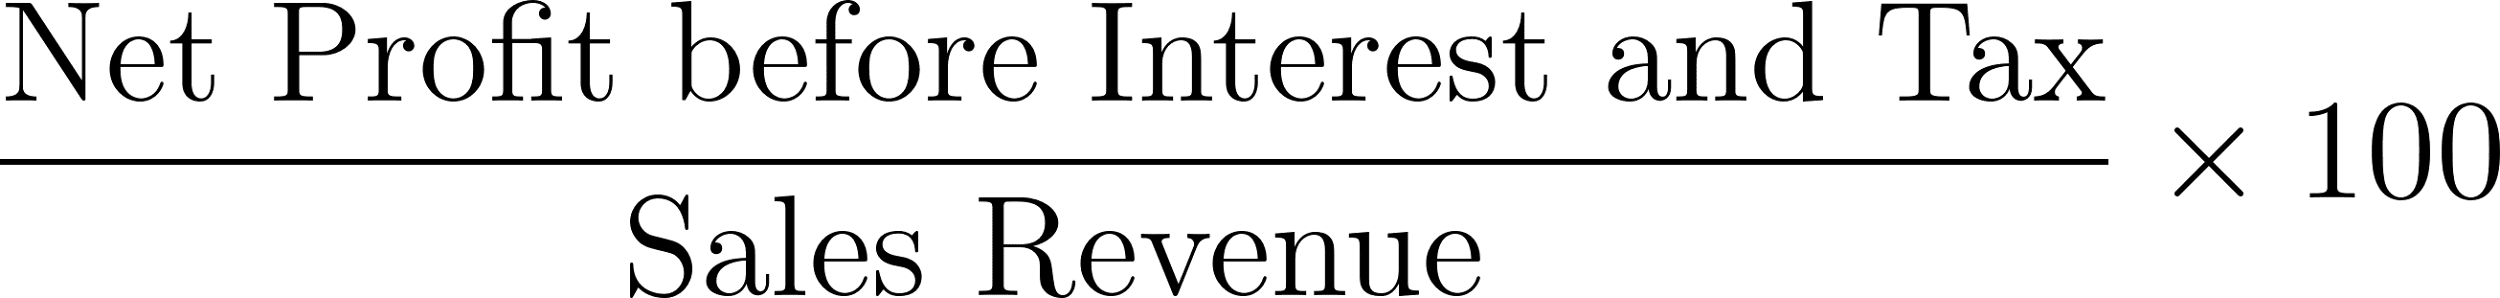 Net Profit before Interest and Tax
× 100
Sales Revenue